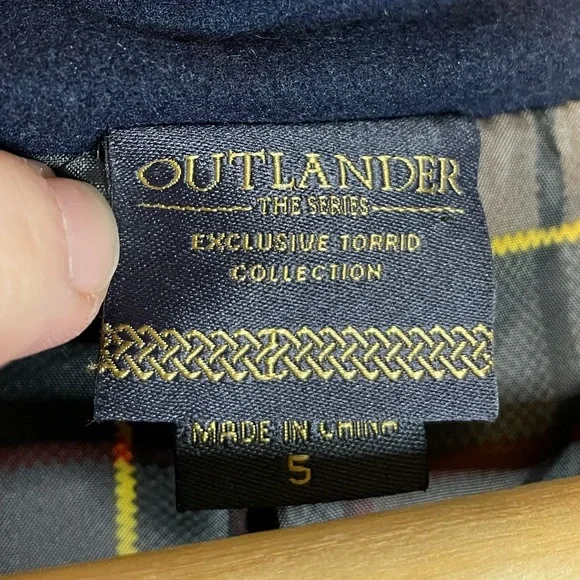 OUTLANDER
THE SERIES
EXCLUSIVE TORRID
COLLECTION
MADE IN CHINA
5